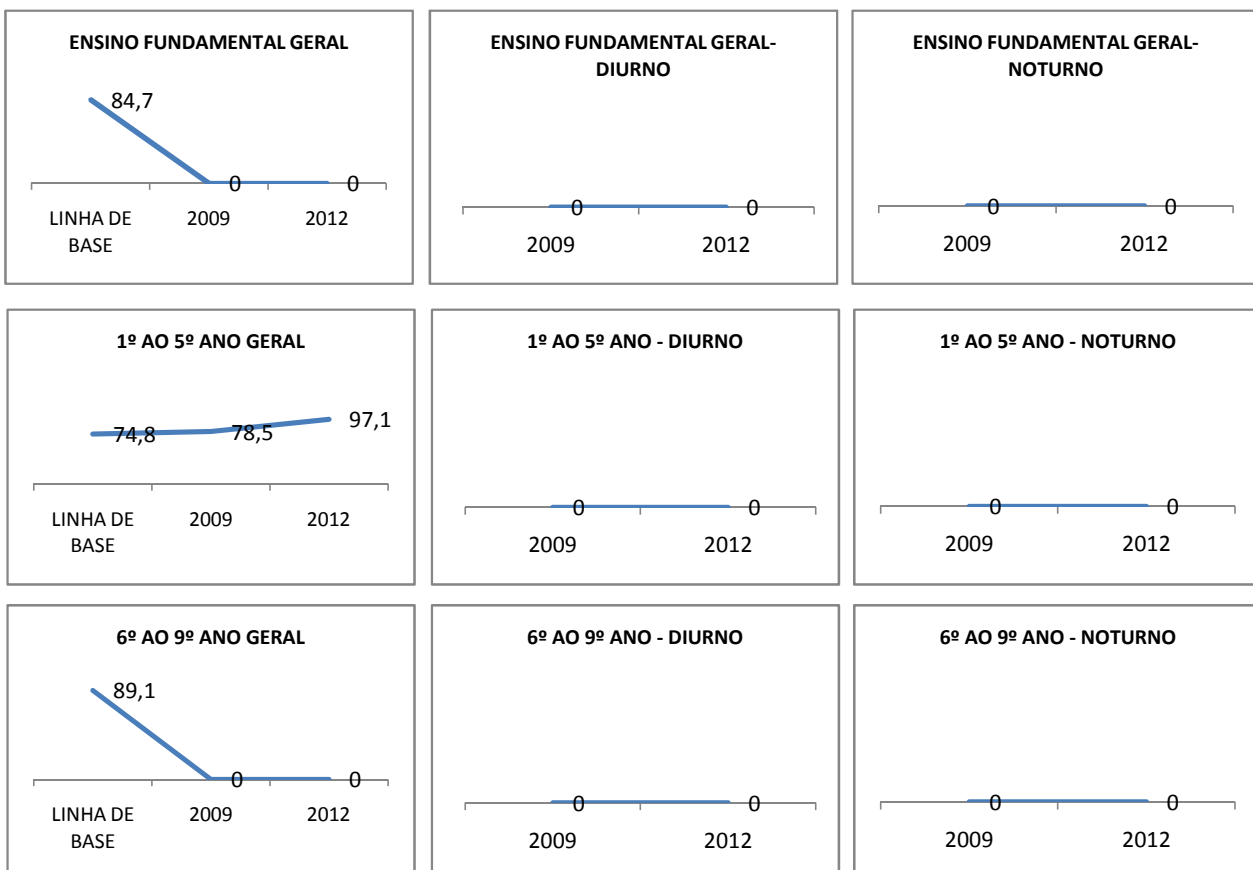 ENSINO FUNDAMENTAL GERAL
84,7
0
0
LINHA DE
BASE
2009
2012
ENSINO FUNDAMENTAL GERAL-
DIURNO
0
0
2009
2012
ENSINO FUNDAMENTAL GERAL-
NOTURNO
0
0
2009
2012
1º AO 5º ANO GERAL
74,8
78,5
97,1
LINHA DE
BASE
2009
2012
1º AO 5º ANO - DIURNO
0
0
2009
2012
1º AO 5º ANO - NOTURNO
0
0
2009
2012
6º AO 9º ANO GERAL
89,1
0
0
LINHA DE
BASE
2009
2012
6º AO 9º ANO - DIURNO
0
0
2009
2012
6º AO 9º ANO - NOTURNO
0
0
2009
2012